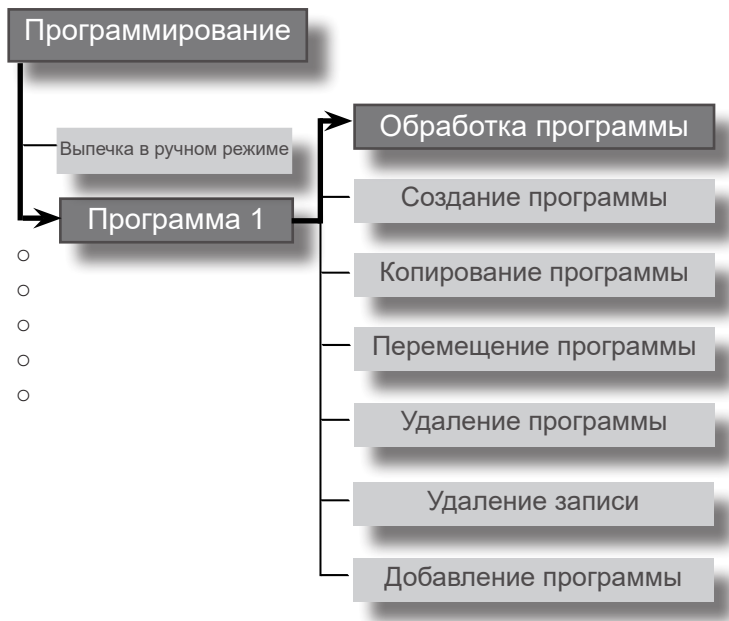 Программирование
Выпечка в ручном режиме
Программа 1
Обработка программы
Создание программы
Копирование программы
Перемещение программы
Удаление программы
Удаление записи
Добавление программы